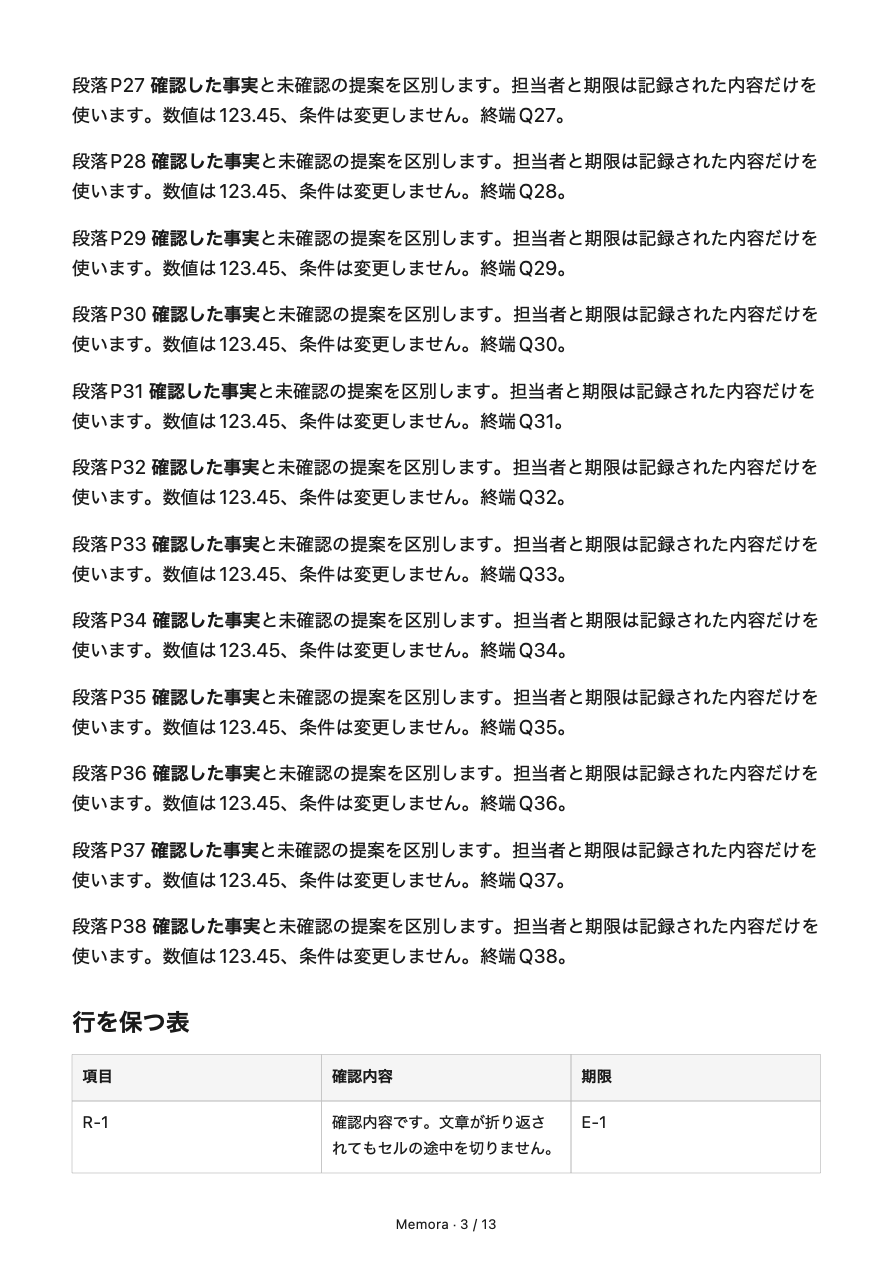 段落P27 確認した事実と未確認の提案を区別します。担当者と期限は記録された内容だけを
使います。数値は123.45、条件は変更しません。終端Q27。
段落P28 確認した事実と未確認の提案を区別します。担当者と期限は記録された内容だけを
使います。数値は123.45、条件は変更しません。終端Q28。
段落P29 確認した事実と未確認の提案を区別します。担当者と期限は記録された内容だけを
使います。数値は123.45、条件は変更しません。終端Q29。
段落P30 確認した事実と未確認の提案を区別します。担当者と期限は記録された内容だけを
使います。数値は123.45、条件は変更しません。終端Q30。
段落P31 確認した事実と未確認の提案を区別します。担当者と期限は記録された内容だけを
使います。数値は123.45、条件は変更しません。終端Q31。
段落P32 確認した事実と未確認の提案を区別します。担当者と期限は記録された内容だけを
使います。数値は123.45、条件は変更しません。終端Q32。
段落P33 確認した事実と未確認の提案を区別します。担当者と期限は記録された内容だけを
使います。数値は123.45、条件は変更しません。終端Q33。
段落P34 確認した事実と未確認の提案を区別します。担当者と期限は記録された内容だけを
使います。数値は123.45、条件は変更しません。終端Q34。
段落P35 確認した事実と未確認の提案を区別します。担当者と期限は記録された内容だけを
使います。数値は123.45、条件は変更しません。終端Q35。
段落P36 確認した事実と未確認の提案を区別します。担当者と期限は記録された内容だけを
使います。数値は123.45、条件は変更しません。終端Q36。
段落P37 確認した事実と未確認の提案を区別します。担当者と期限は記録された内容だけを
使います。数値は123.45、条件は変更しません。終端Q37。
段落P38 確認した事実と未確認の提案を区別します。担当者と期限は記録された内容だけを
使います。数値は123.45、条件は変更しません。終端Q38。
行を保つ表
項目 確認内容 期限
R-1 確認内容です。文章が折り返さ E-1
れてもセルの途中を切りません。
Memora · 3 / 13